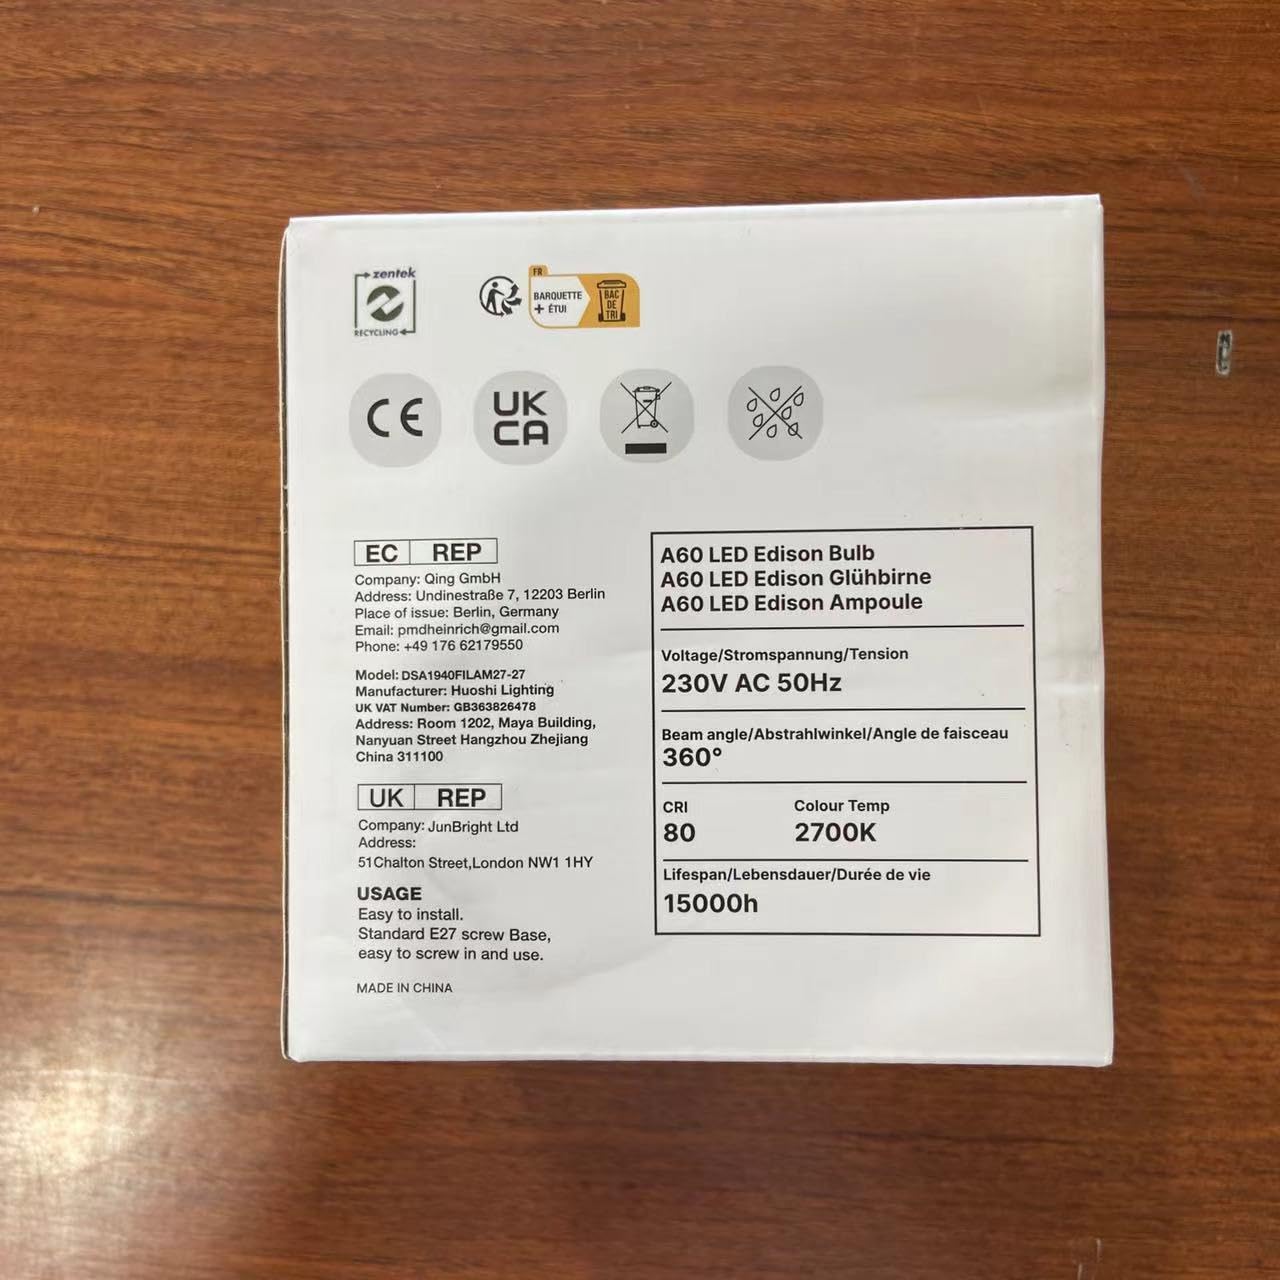 zentek
RECYCLING
FR
BARQUETTE
+ ÉTUI
BAC
DE
TRI
CE
UK
CA
EC REP
Company: Qing GmbH
Address: Undinestraße 7, 12203 Berlin
Place of issue: Berlin, Germany
Email: pmdheinrich@gmail.com
Phone: +49 176 62179550
Model: DSA1940FILAM27-27
Manufacturer: Huoshi Lighting
UK VAT Number: GB363826478
Address: Room 1202, Maya Building,
Nanyuan Street Hangzhou Zhejiang
China 311100
UK REP
Company: JunBright Ltd
Address:
51Chalton Street,London NW1 1HY
USAGE
Easy to install.
Standard E27 screw Base,
easy to screw in and use.
MADE IN CHINA
A60 LED Edison Bulb
A60 LED Edison Glühbirne
A60 LED Edison Ampoule
Voltage/Stromspannung/Tension
230V AC 50Hz
Beam angle/Abstrahlwinkel/Angle de faisceau
360°
CRI Colour Temp
80 2700K
Lifespan/Lebensdauer/Durée de vie
15000h